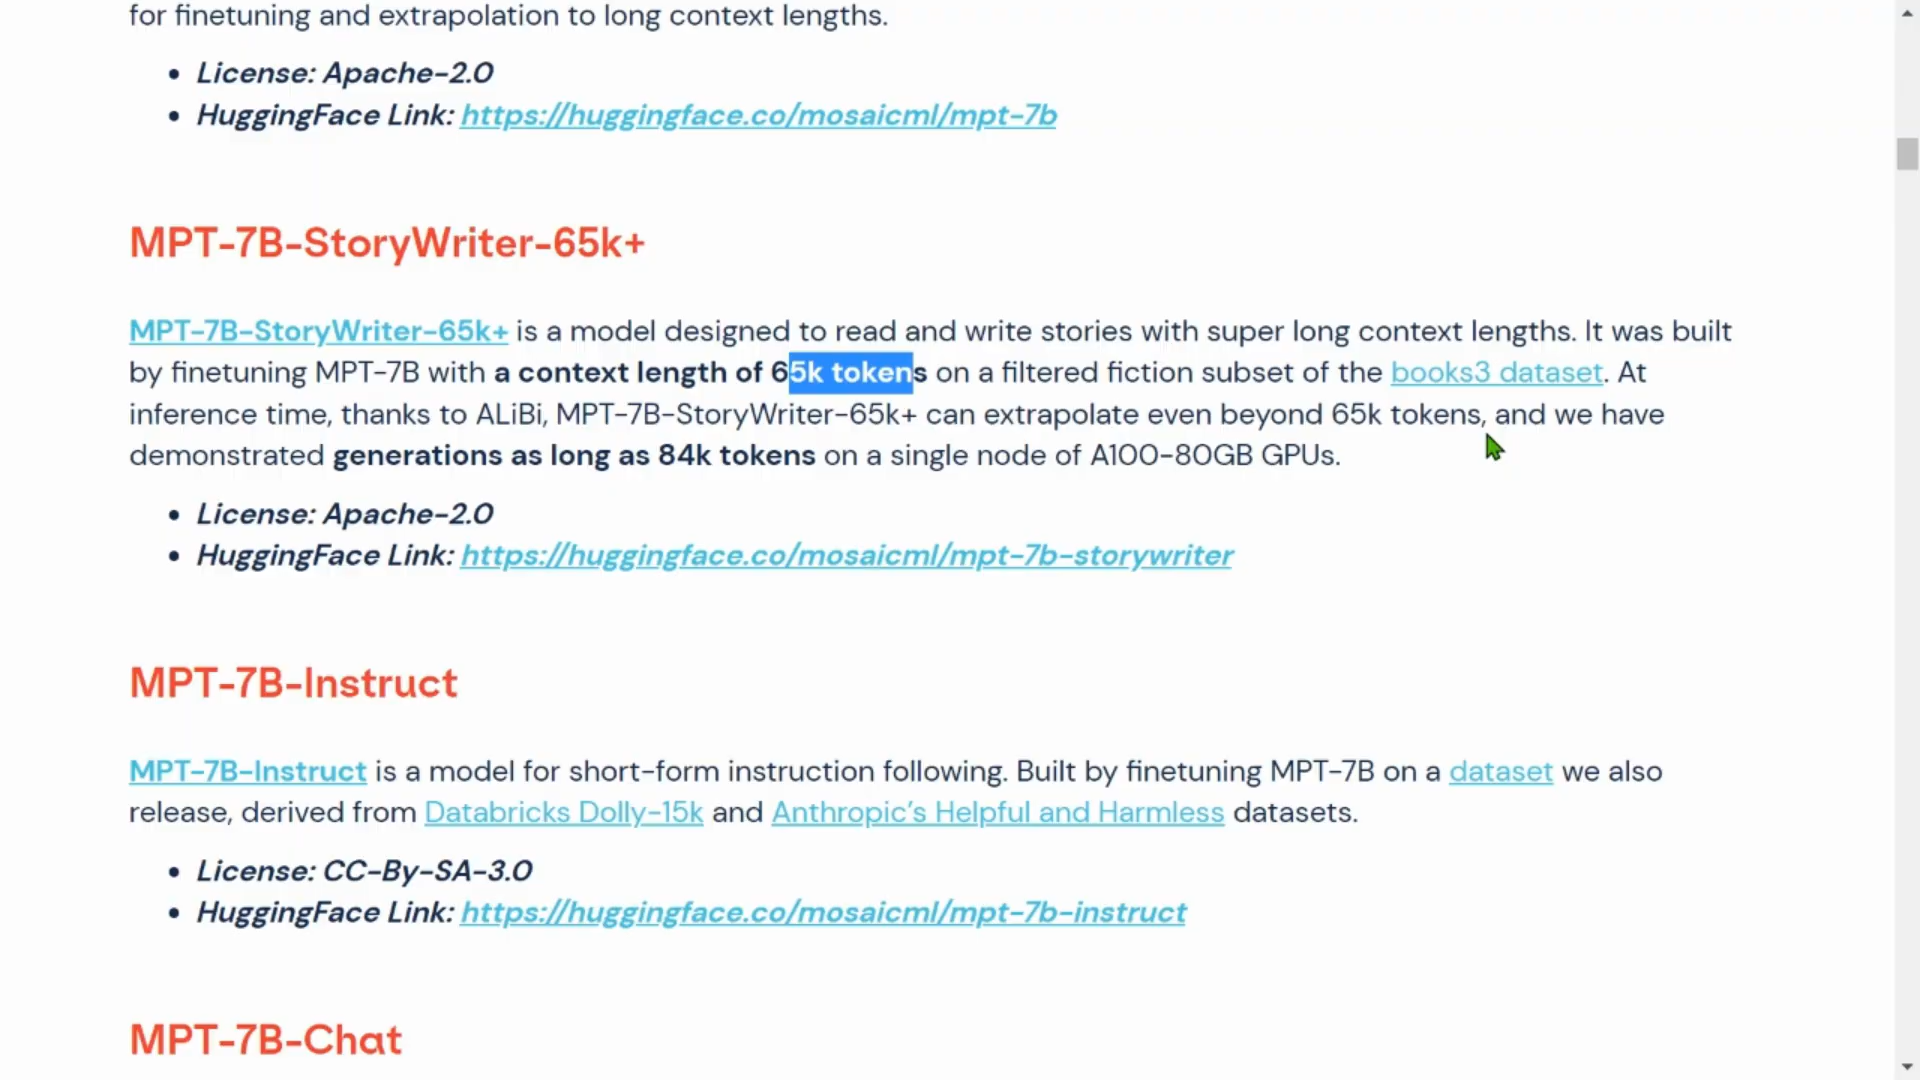 for finetuning and extrapolation to long context lengths.
• License: Apache-2.0
• HuggingFace Link: https://huggingface.co/mosaicml/mpt-7b
MPT-7B-StoryWriter-65k+
MPT-7B-StoryWriter-65k+ is a model designed to read and write stories with super long context lengths. It was built
by finetuning MPT-7B with a context length of 65k tokens on a filtered fiction subset of the books3 dataset. At
inference time, thanks to ALiBi, MPT-7B-StoryWriter-65k+ can extrapolate even beyond 65k tokens, and we have
demonstrated generations as long as 84k tokens on a single node of A100-80GB GPUs.
• License: Apache-2.0
• HuggingFace Link: https://huggingface.co/mosaicml/mpt-7b-storywriter
MPT-7B-Instruct
MPT-7B-Instruct is a model for short-form instruction following. Built by finetuning MPT-7B on a dataset we also
release, derived from Databricks Dolly-15k and Anthropic’s Helpful and Harmless datasets.
• License: CC-By-SA-3.0
• HuggingFace Link: https://huggingface.co/mosaicml/mpt-7b-instruct
MPT-7B-Chat